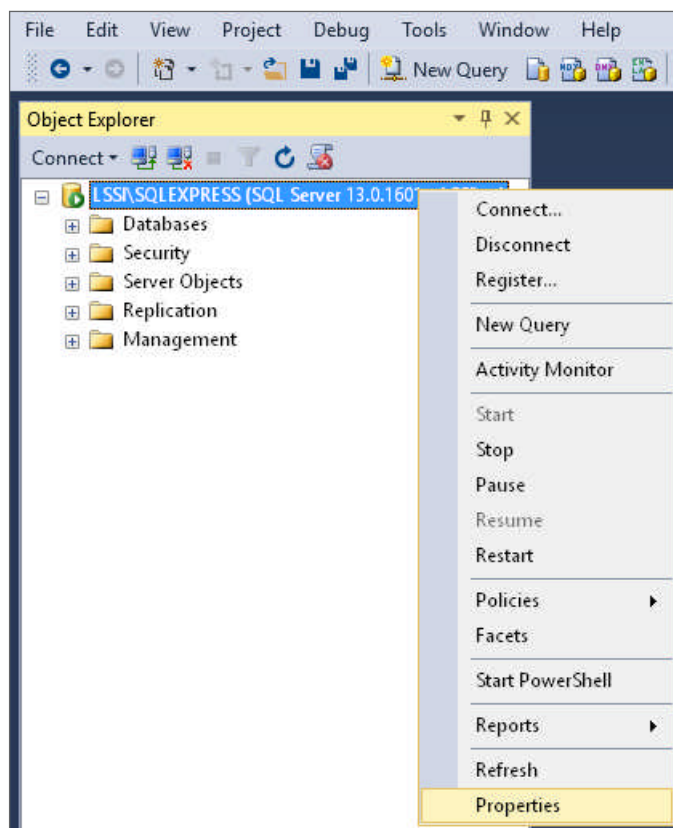 File Edit View Project Debug Tools Window Help
New Query
Object Explorer
Connect
LSSI\SQLEXPRESS (SQL Server 13.0.1601
Databases
Security
Server Objects
Replication
Management
Connect...
Disconnect
Register...
New Query
Activity Monitor
Start
Stop
Pause
Resume
Restart
Policies
Facets
Start PowerShell
Reports
Refresh
Properties